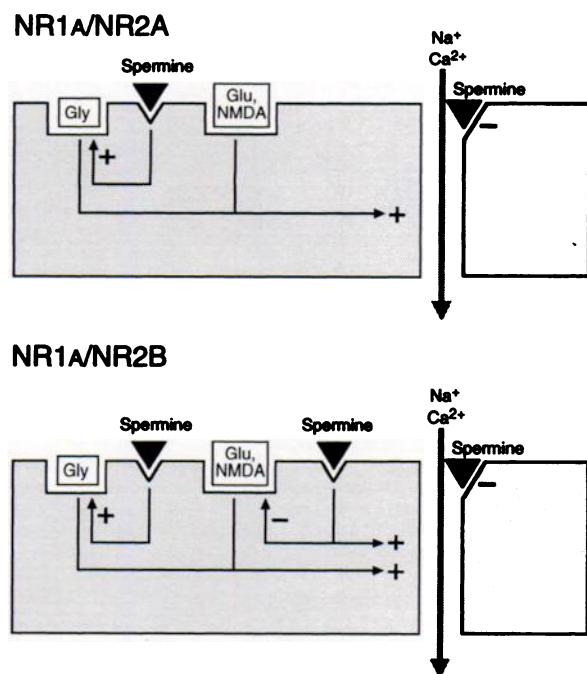 NR1A/NR2A
Na⁺
Ca²⁺
Spermine
Spermine
Gly
Glu,
NMDA
+
−
+
NR1A/NR2B
Na⁺
Ca²⁺
Spermine
Spermine
Spermine
Gly
Glu,
NMDA
+
−
−
+
+